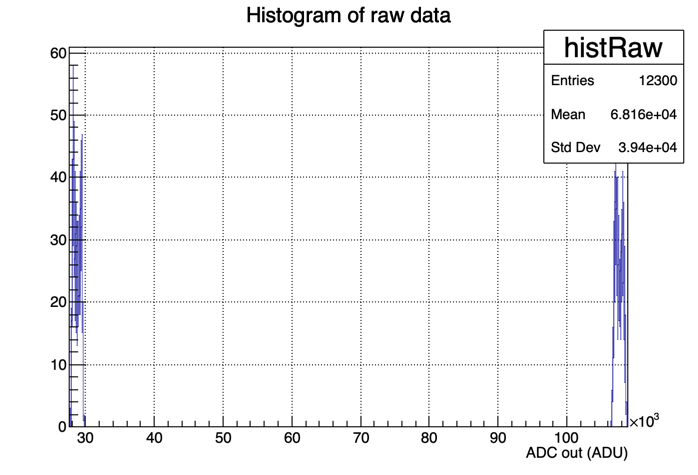 Histogram of raw data
histRaw
Entries 12300
Mean 6.816e+04
Std Dev 3.94e+04
60
50
40
30
20
10
0
30 40 50 60 70 80 90 100
×10³
ADC out (ADU)